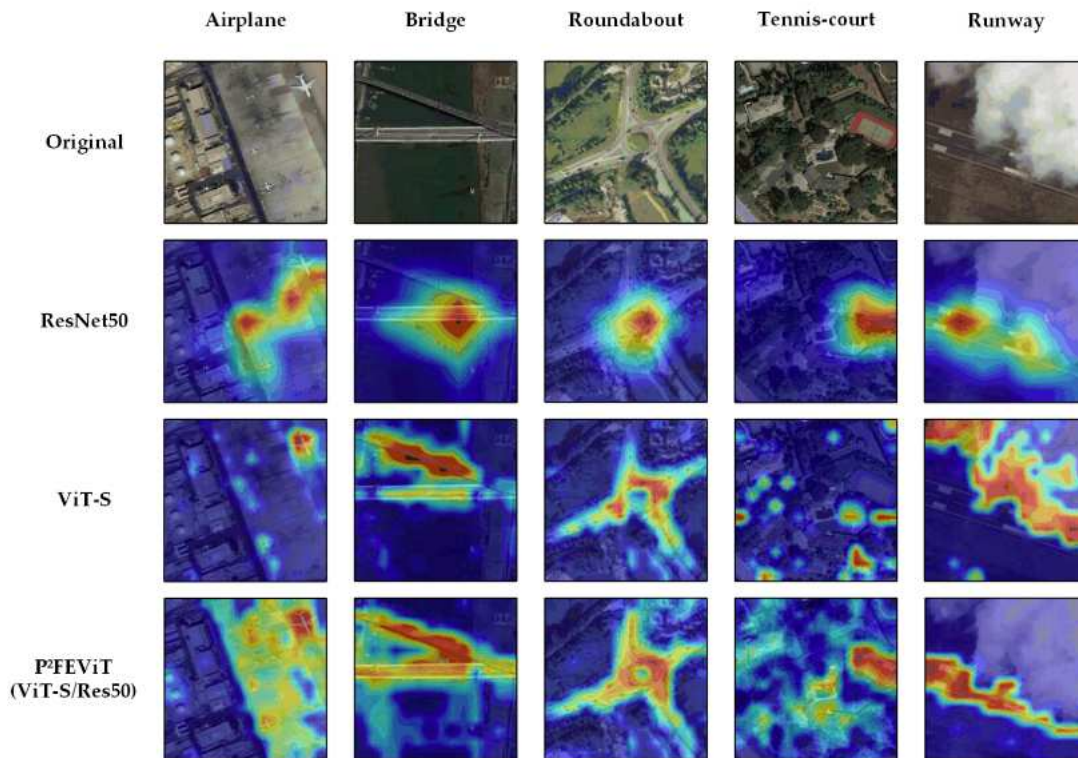 Airplane Bridge Roundabout Tennis-court Runway
Original
ResNet50
ViT-S
P²FEViT
(ViT-S/Res50)